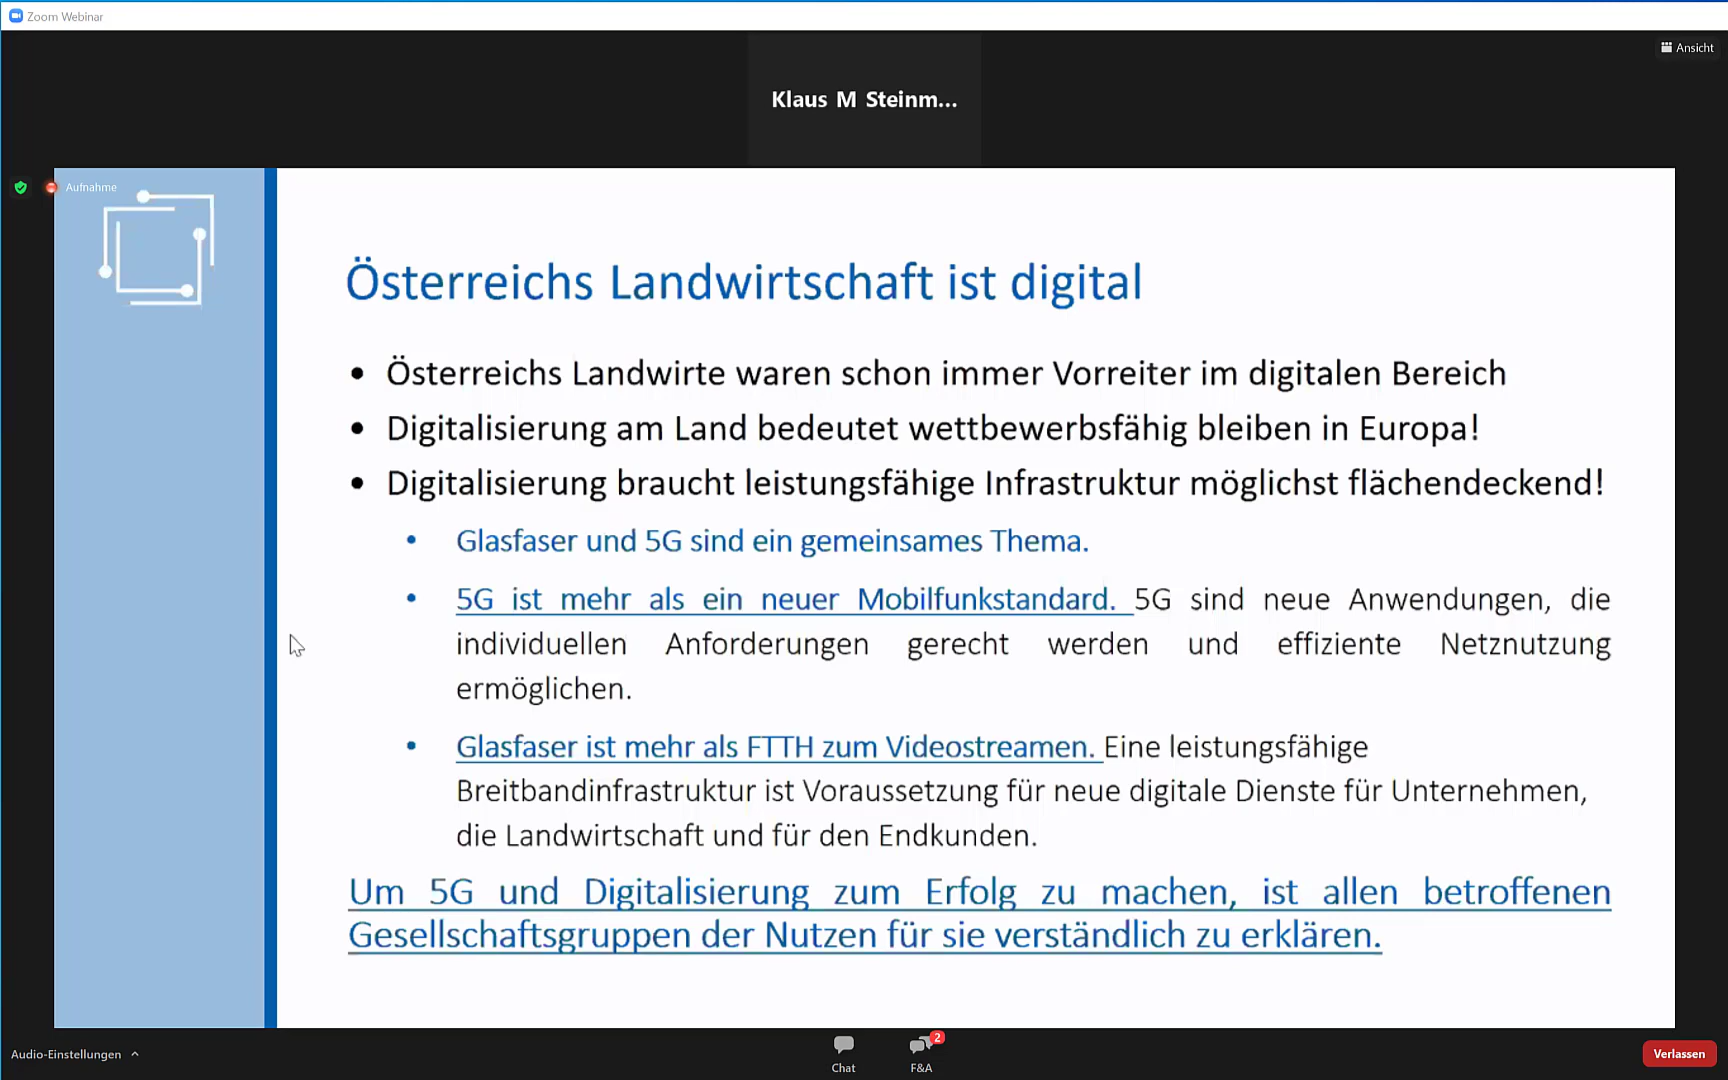 Zoom Webinar
Ansicht
Klaus M Steinm...
Aufnahme
Österreichs Landwirtschaft ist digital
• Österreichs Landwirte waren schon immer Vorreiter im digitalen Bereich
• Digitalisierung am Land bedeutet wettbewerbsfähig bleiben in Europa!
• Digitalisierung braucht leistungsfähige Infrastruktur möglichst flächendeckend!
• Glasfaser und 5G sind ein gemeinsames Thema.
• 5G ist mehr als ein neuer Mobilfunkstandard. 5G sind neue Anwendungen, die
individuellen Anforderungen gerecht werden und effiziente Netznutzung
ermöglichen.
• Glasfaser ist mehr als FTTH zum Videostreamen. Eine leistungsfähige
Breitbandinfrastruktur ist Voraussetzung für neue digitale Dienste für Unternehmen,
die Landwirtschaft und für den Endkunden.
Um 5G und Digitalisierung zum Erfolg zu machen, ist allen betroffenen
Gesellschaftsgruppen der Nutzen für sie verständlich zu erklären.
Audio-Einstellungen
Chat
2
F&A
Verlassen